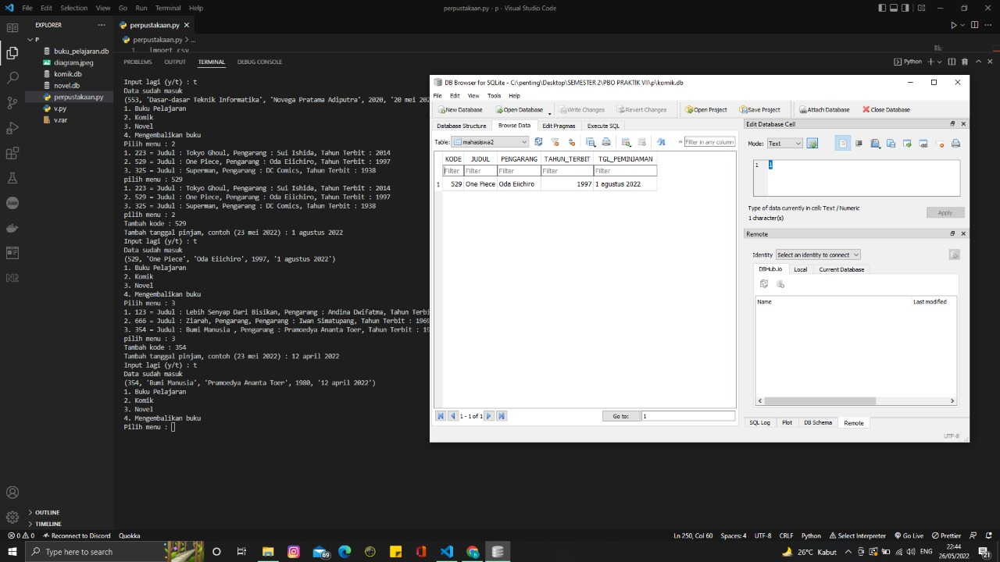 File Edit Selection View Go Run Terminal Help
perpustakaan.py - p - Visual Studio Code
EXPLORER
P
buku_pelajaran.db
diagram.jpeg
komik.db
novel.db
perpustakaan.py
v.py
v.rar
OUTLINE
TIMELINE
perpustakaan.py
perpustakaan.py > ...
1 import csv
PROBLEMS OUTPUT TERMINAL DEBUG CONSOLE
Python
Input lagi (y/t) : t
Data sudah masuk
(553, 'Dasar-dasar Teknik Informatika', 'Novega Pratama Adiputra', 2020, '20 mei 202
1. Buku Pelajaran
2. Komik
3. Novel
4. Mengembalikan buku
Pilih menu : 2
1. 223 = Judul : Tokyo Ghoul, Pengarang : Sui Ishida, Tahun Terbit : 2014
2. 529 = Judul : One Piece, Pengarang : Oda Eiichiro, Tahun Terbit : 1997
3. 325 = Judul : Superman, Pengarang : DC Comics, Tahun Terbit : 1938
pilih menu : 529
1. 223 = Judul : Tokyo Ghoul, Pengarang : Sui Ishida, Tahun Terbit : 2014
2. 529 = Judul : One Piece, Pengarang : Oda Eiichiro, Tahun Terbit : 1997
3. 325 = Judul : Superman, Pengarang : DC Comics, Tahun Terbit : 1938
pilih menu : 2
Tambah kode : 529
Tambah tanggal pinjam, contoh (23 mei 2022) : 1 agustus 2022
Input lagi (y/t) : t
Data sudah masuk
(529, 'One Piece', 'Oda Eiichiro', 1997, '1 agustus 2022')
1. Buku Pelajaran
2. Komik
3. Novel
4. Mengembalikan buku
Pilih menu : 3
1. 123 = Judul : Lebih Senyap Dari Bisikan, Pengarang : Andina Dwifatma, Tahun Terbi
2. 666 = Judul : Ziarah, Pengarang, Pengarang : Iwan Simatupang, Tahun Terbit : 1969
3. 354 = Judul : Bumi Manusia , Pengarang : Pramoedya Ananta Toer, Tahun Terbit : 19
pilih menu : 3
Tambah kode : 354
Tambah tanggal pinjam, contoh (23 mei 2022) : 12 april 2022
Input lagi (y/t) : t
Data sudah masuk
(354, 'Bumi Manusia', 'Pramoedya Ananta Toer', 1980, '12 april 2022')
1. Buku Pelajaran
2. Komik
3. Novel
4. Mengembalikan buku
Pilih menu :
DB Browser for SQLite - C:\penting\Desktop\SEMESTER 2\PBO PRAKTIK VII\p\komik.db
File Edit View Tools Help
New Database Open Database Write Changes Revert Changes Open Project Save Project Attach Database Close Database
Database Structure Browse Data Edit Pragmas Execute SQL
Table: mahasiswa2 » Filter in any column
KODE JUDUL PENGARANG TAHUN_TERBIT TGL_PEMINJAMAN
Filter Filter Filter Filter Filter
1 529 One Piece Oda Eiichiro 1997 1 agustus 2022
1 - 1 of 1 Go to: 1
Edit Database Cell
Mode: Text
1 1
Type of data currently in cell: Text / Numeric
1 character(s)
Apply
Remote
Identity Select an identity to connect
DBHub.io Local Current Database
Name Last modified
SQL Log Plot DB Schema Remote
UTF-8
0 0 Reconnect to Discord Quokka Ln 250, Col 60 Spaces: 4 UTF-8 CRLF Python Select Interpreter Go Live Prettier
Type here to search
69
26°C Kabut
ENG
22:44
26/05/2022